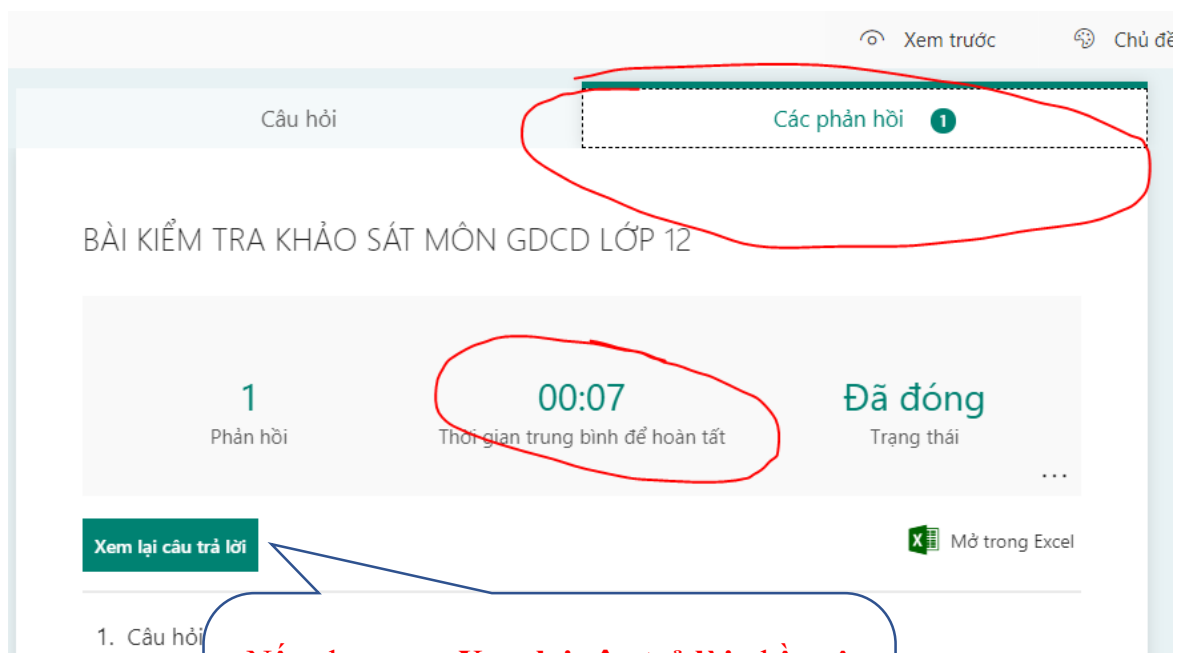 Xem trước
Chủ đề
Câu hỏi
Các phản hồi 1
BÀI KIỂM TRA KHẢO SÁT MÔN GDCD LỚP 12
1
Phản hồi
00:07
Thời gian trung bình để hoàn tất
Đã đóng
Trạng thái
...
Xem lại câu trả lời
Mở trong Excel
1. Câu hỏi